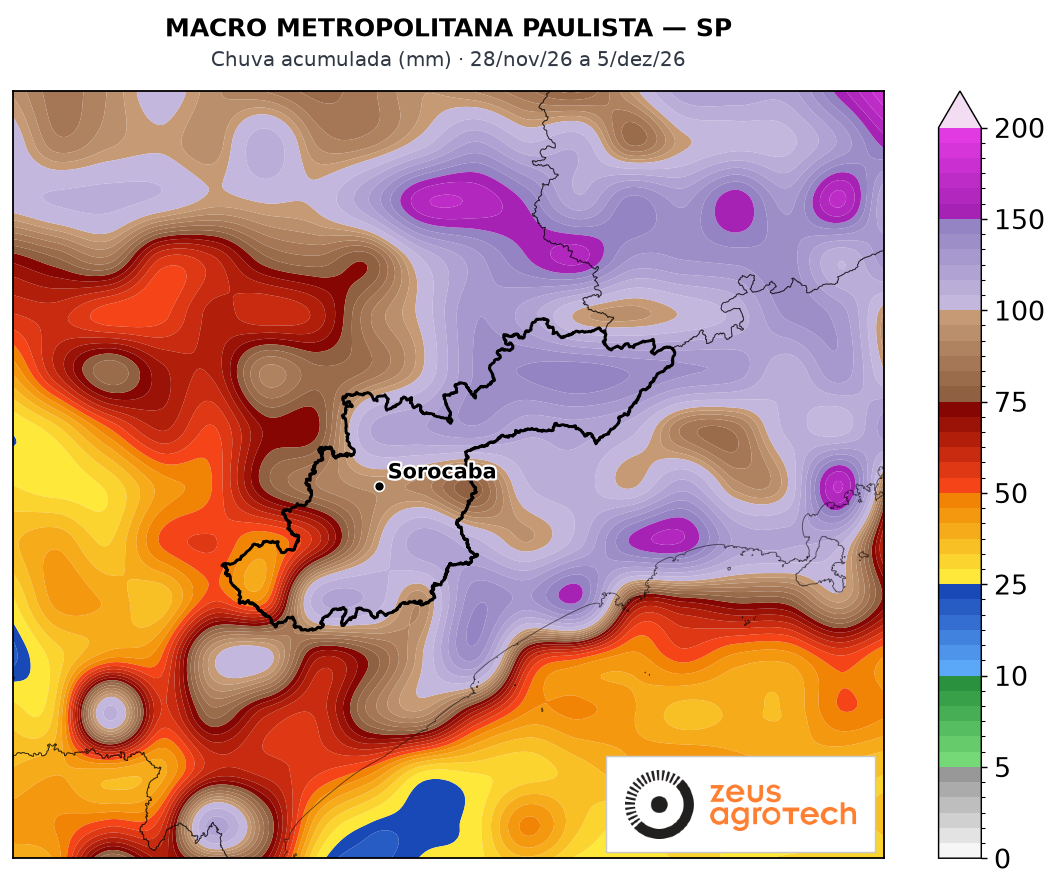 MACRO METROPOLITANA PAULISTA — SP
Chuva acumulada (mm) · 28/nov/26 a 5/dez/26
Sorocaba
200
150
100
75
50
25
10
5
0
zeus
agrotech